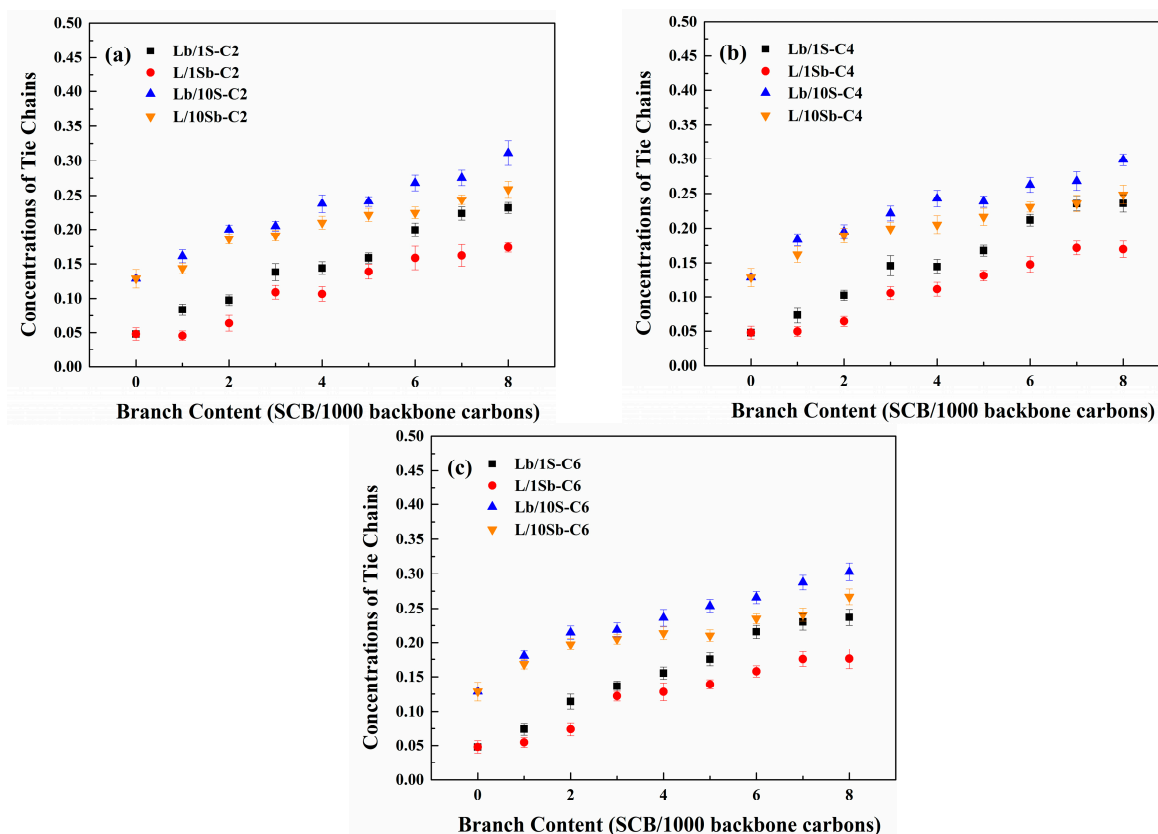 (a)
Lb/1S-C2
L/1Sb-C2
Lb/10S-C2
L/10Sb-C2
0.50
0.45
0.40
0.35
0.30
0.25
0.20
0.15
0.10
0.05
0.00
Concentrations of Tie Chains
0 2 4 6 8
Branch Content (SCB/1000 backbone carbons)
(b)
Lb/1S-C4
L/1Sb-C4
Lb/10S-C4
L/10Sb-C4
0.50
0.45
0.40
0.35
0.30
0.25
0.20
0.15
0.10
0.05
0.00
Concentrations of Tie Chains
0 2 4 6 8
Branch Content (SCB/1000 backbone carbons)
(c)
Lb/1S-C6
L/1Sb-C6
Lb/10S-C6
L/10Sb-C6
0.50
0.45
0.40
0.35
0.30
0.25
0.20
0.15
0.10
0.05
0.00
Concentrations of Tie Chains
0 2 4 6 8
Branch Content (SCB/1000 backbone carbons)